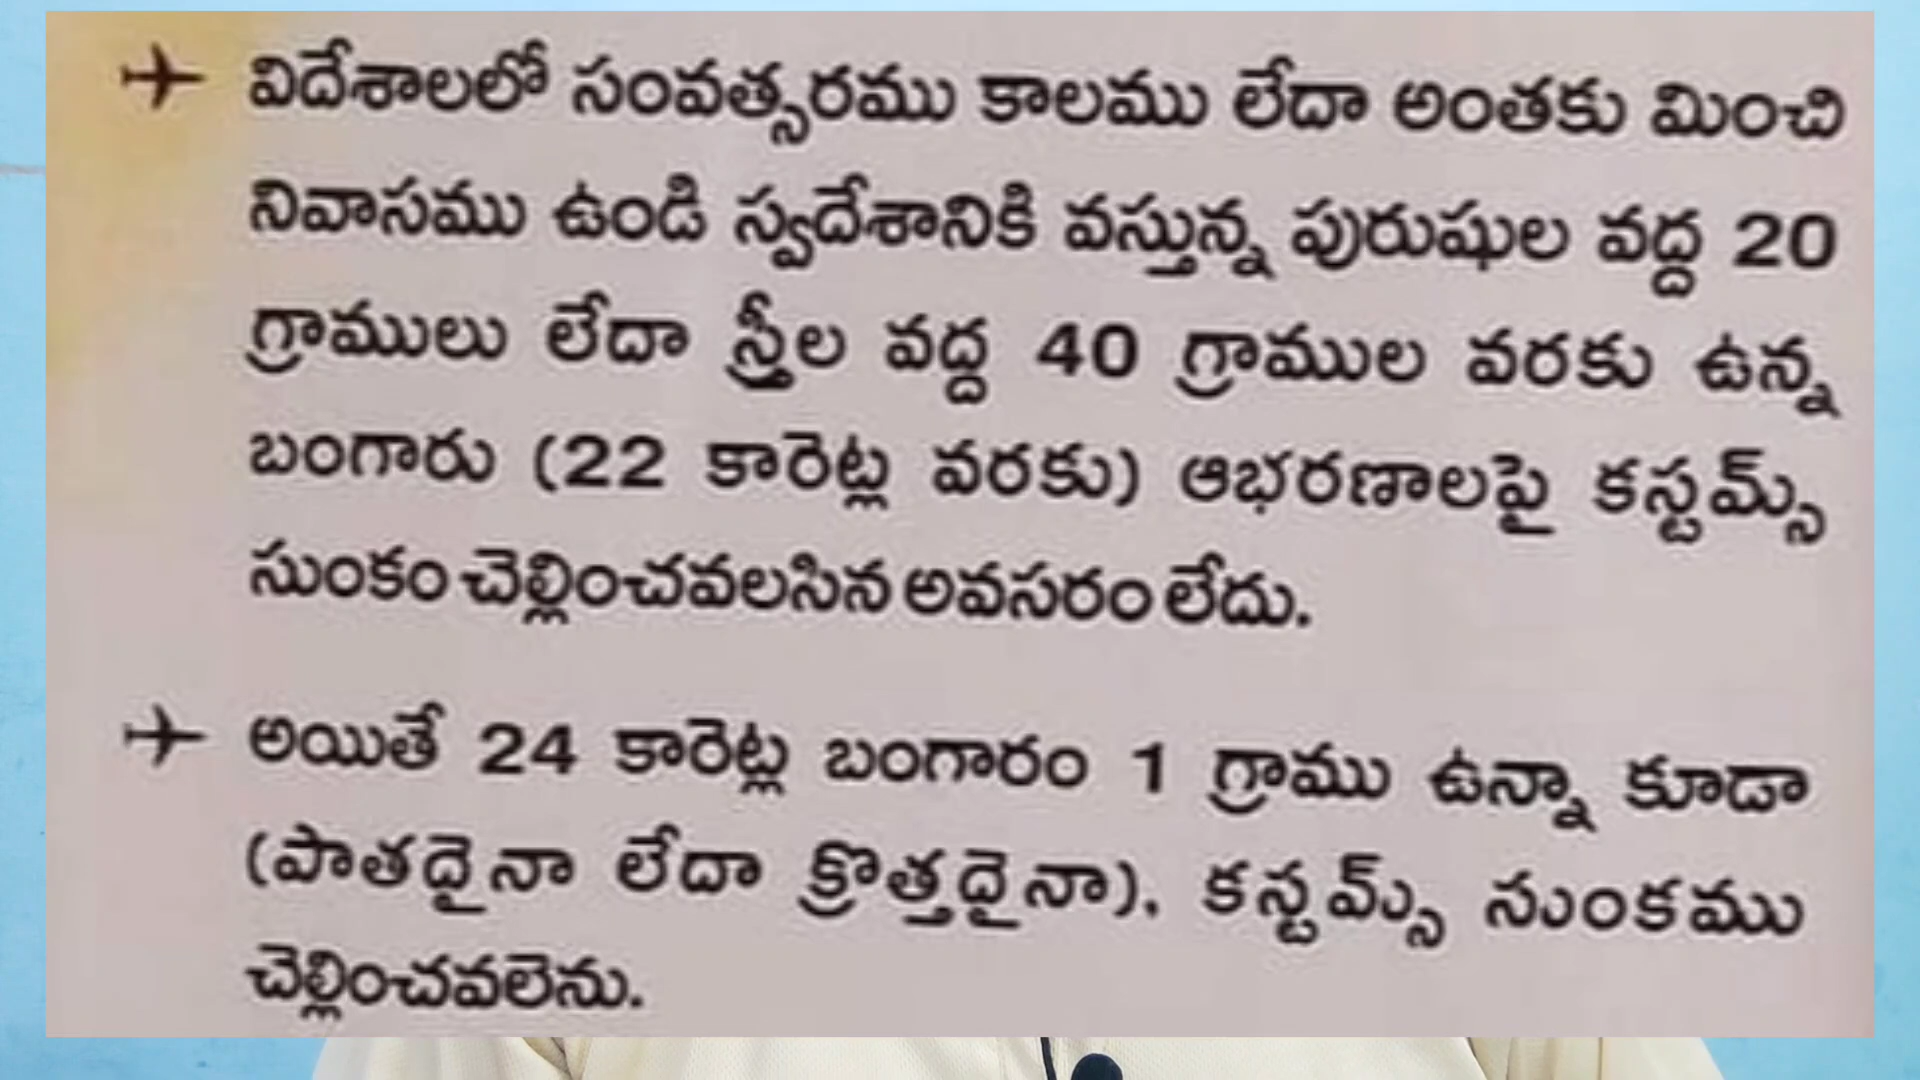 విదేశాలలో సంవత్సరము కాలము లేదా అంతకు మించి
నివాసము ఉండి స్వదేశానికి వస్తున్న పురుషుల వద్ద 20
గ్రాములు లేదా స్త్రీల వద్ద 40 గ్రాముల వరకు ఉన్న
బంగారు (22 కారెట్ల వరకు) ఆభరణాలపై కస్టమ్స్
సుంకం చెల్లించవలసిన అవసరం లేదు.
అయితే 24 కారెట్ల బంగారం 1 గ్రాము ఉన్నా కూడా
(పాతదైనా లేదా క్రొత్తదైనా), కస్టమ్స్ సుంకము
చెల్లించవలెను.